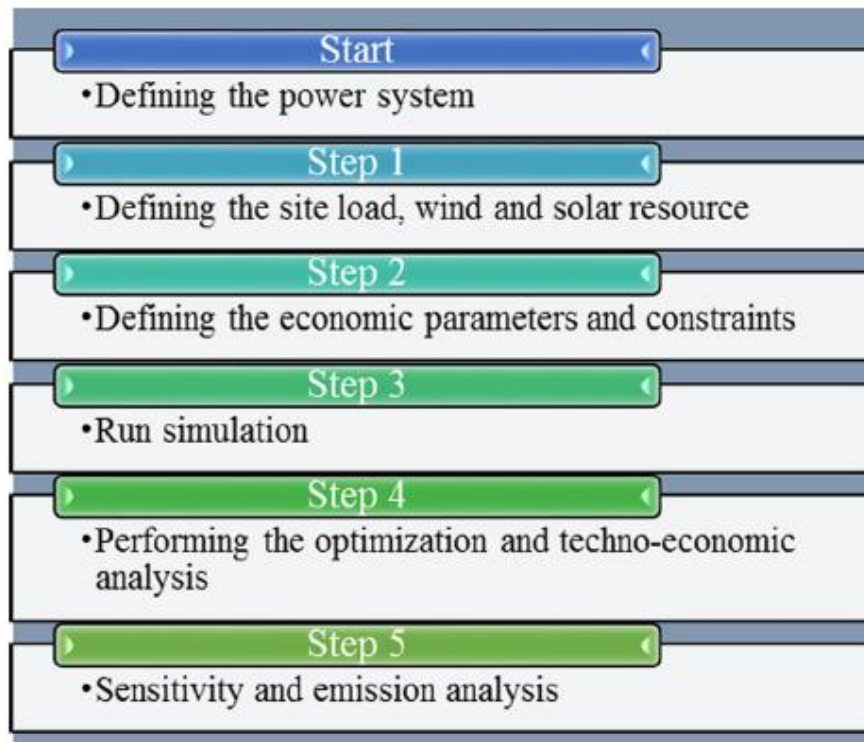 Start
•Defining the power system
Step 1
•Defining the site load, wind and solar resource
Step 2
•Defining the economic parameters and constraints
Step 3
•Run simulation
Step 4
•Performing the optimization and techno-economic
analysis
Step 5
•Sensitivity and emission analysis